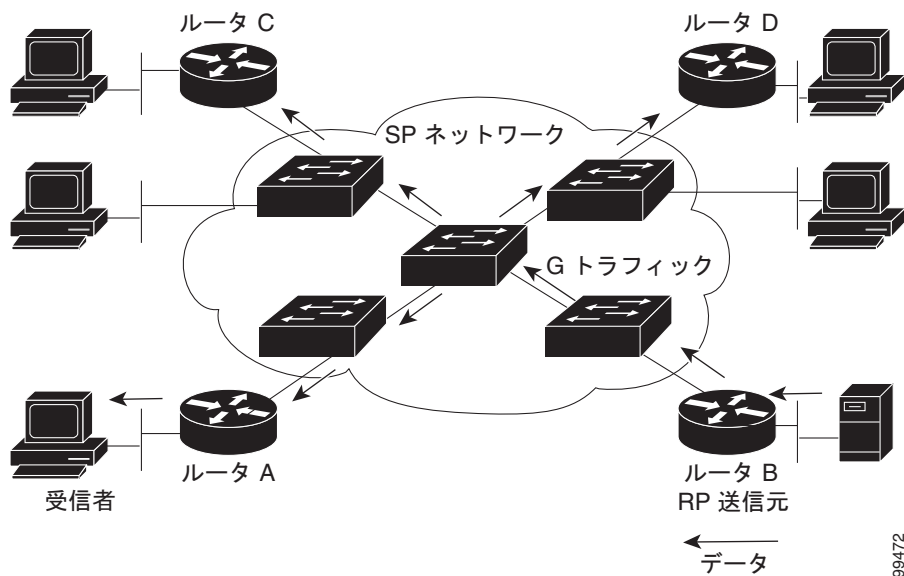 ルータ C
ルータ D
SP ネットワーク
G トラフィック
ルータ A
受信者
ルータ B
RP 送信元
データ
99472